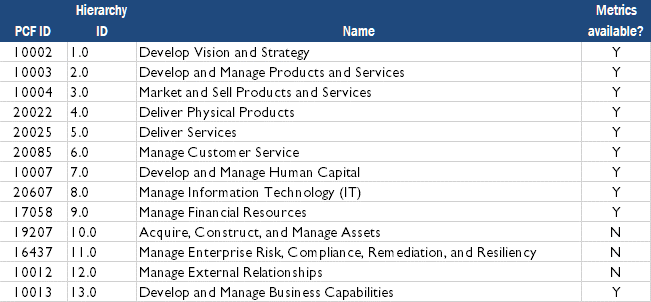 Hierarchy Metrics
PCF ID ID Name available?
10002 1.0 Develop Vision and Strategy Y
10003 2.0 Develop and Manage Products and Services Y
10004 3.0 Market and Sell Products and Services Y
20022 4.0 Deliver Physical Products Y
20025 5.0 Deliver Services Y
20085 6.0 Manage Customer Service Y
10007 7.0 Develop and Manage Human Capital Y
20607 8.0 Manage Information Technology (IT) Y
17058 9.0 Manage Financial Resources Y
19207 10.0 Acquire, Construct, and Manage Assets N
16437 11.0 Manage Enterprise Risk, Compliance, Remediation, and Resiliency N
10012 12.0 Manage External Relationships N
10013 13.0 Develop and Manage Business Capabilities Y